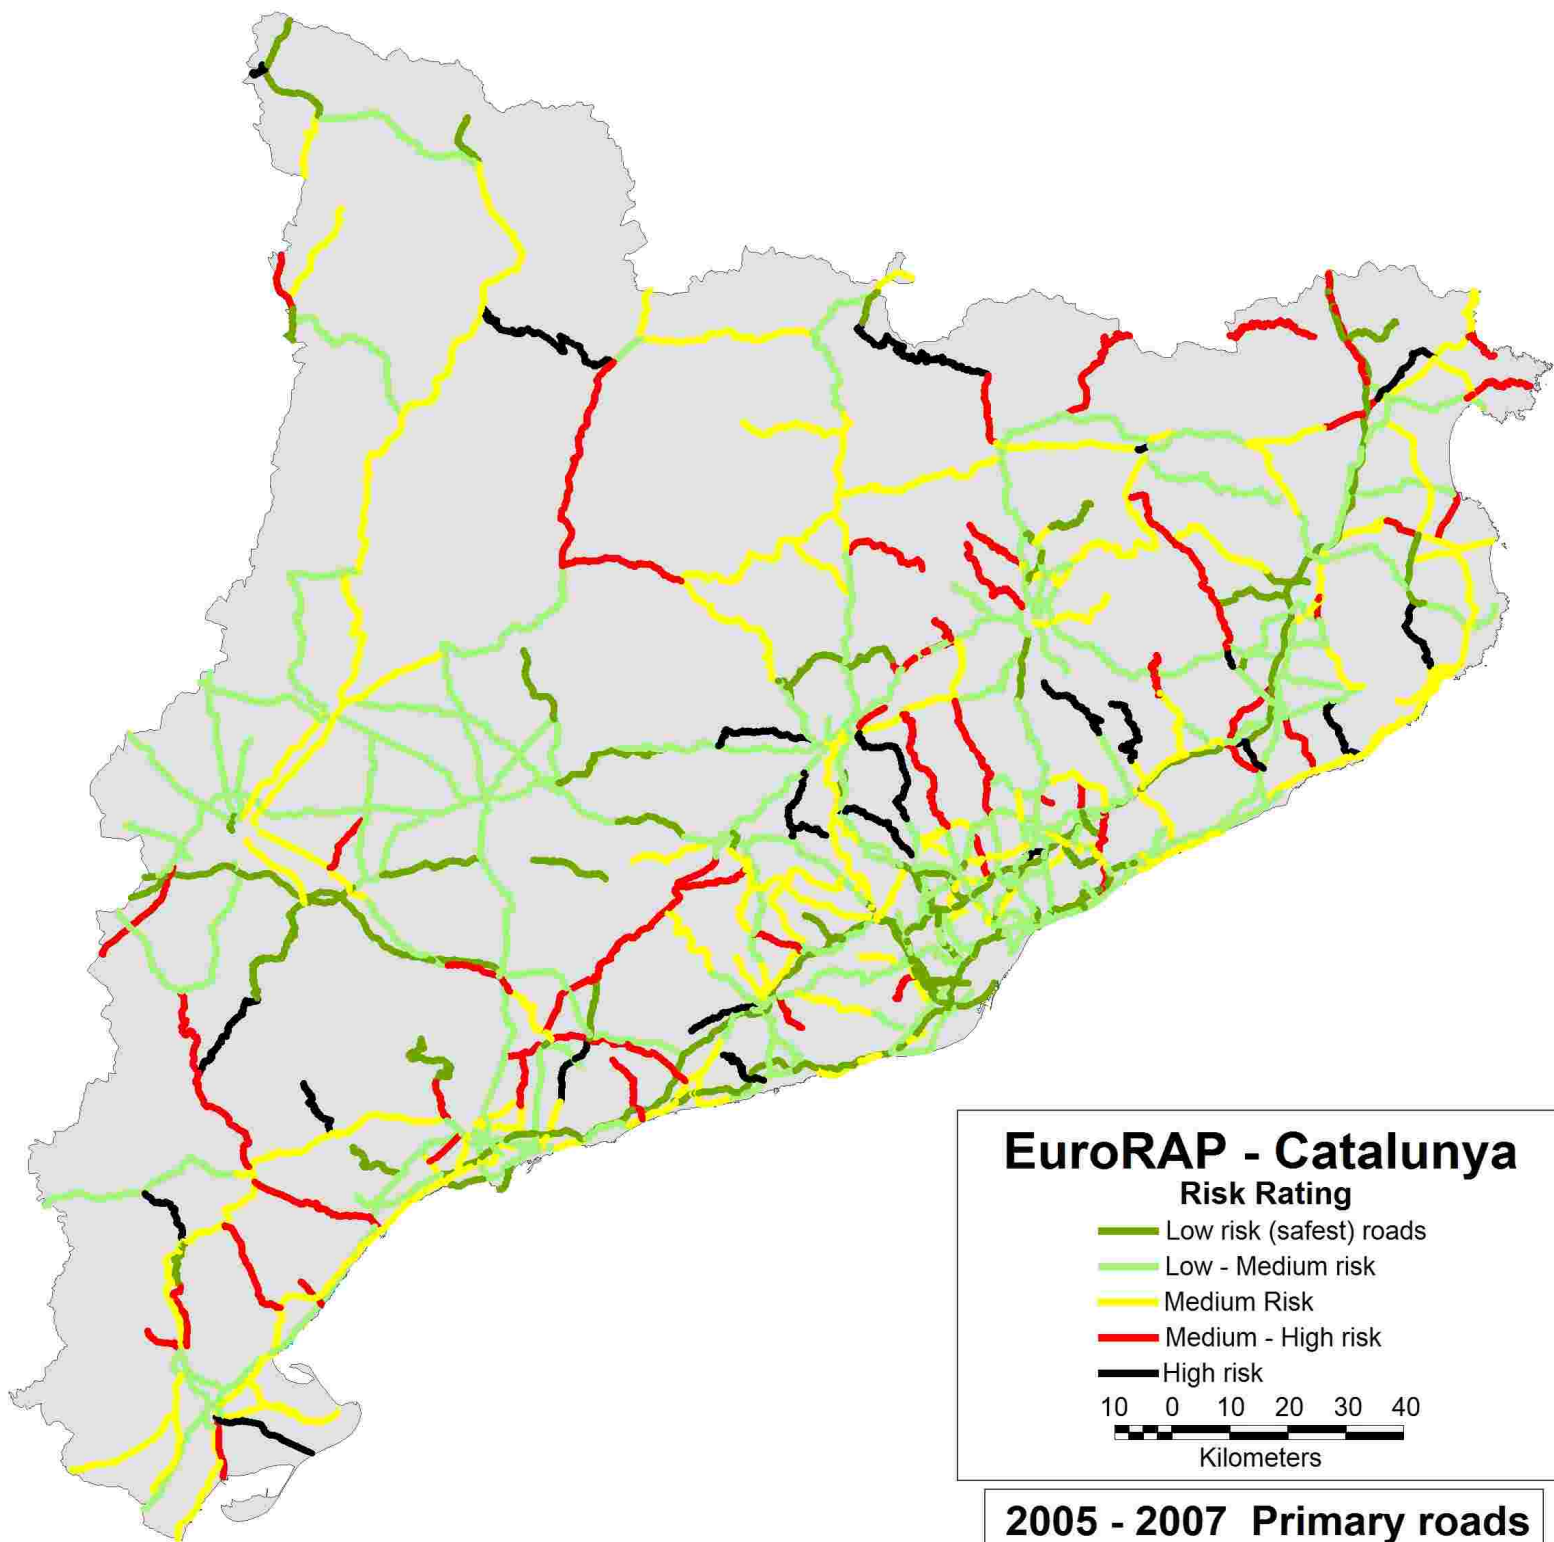 EuroRAP - Catalunya
Risk Rating
Low risk (safest) roads
Low - Medium risk
Medium Risk
Medium - High risk
High risk
10 0 10 20 30 40
Kilometers
2005 - 2007 Primary roads